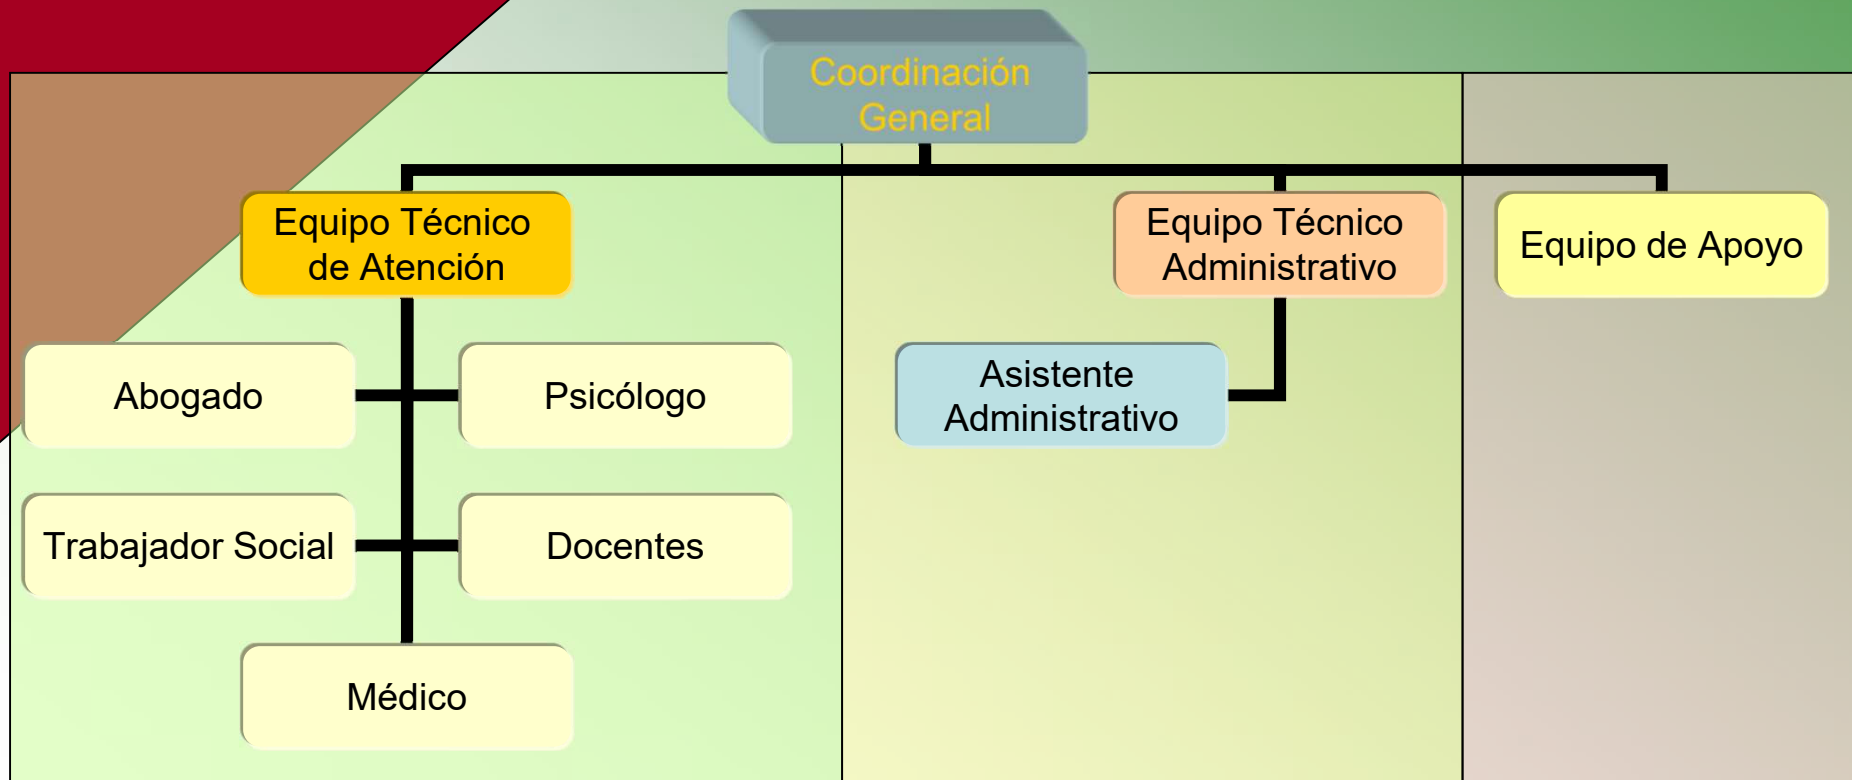 Coordinación
General
Equipo Técnico
de Atención
Equipo Técnico
Administrativo
Equipo de Apoyo
Abogado
Psicólogo
Asistente
Administrativo
Trabajador Social
Docentes
Médico